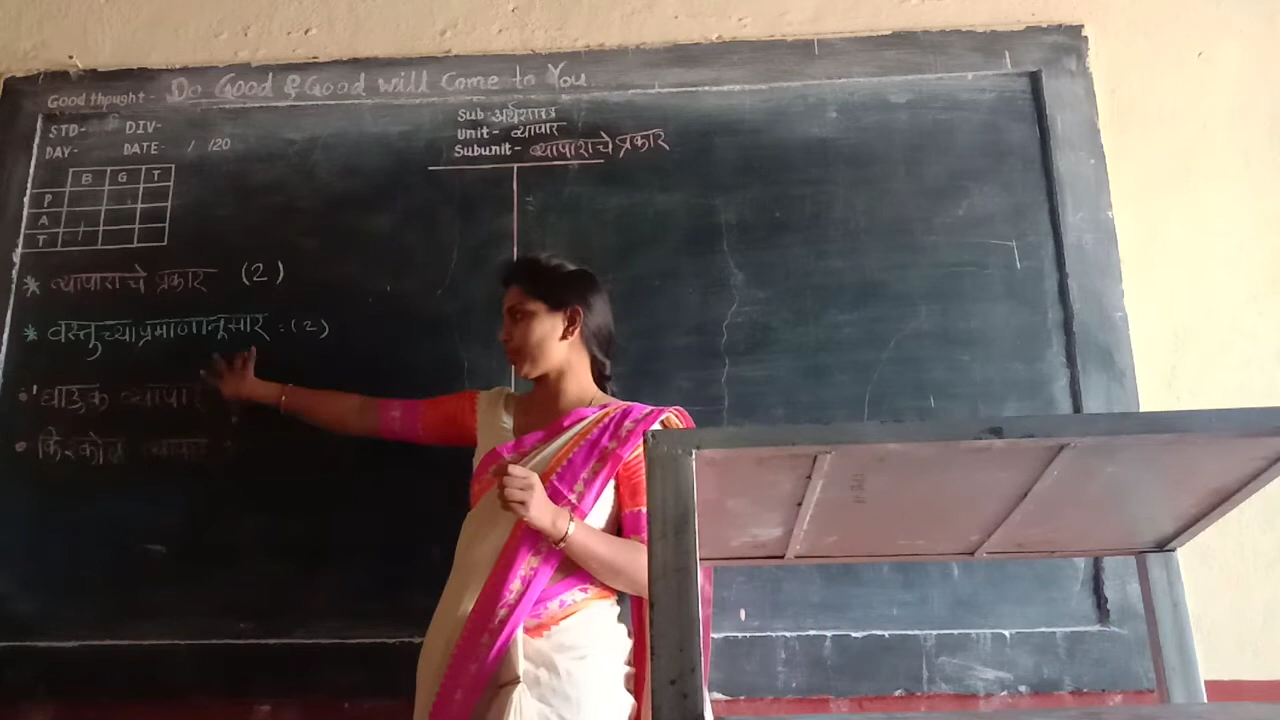 Good thought - Do Good & Good will Come to You.
STD- DIV-
DAY- DATE- / /20
Sub- अर्थशास्त्र
Unit- व्यापार
Subunit- व्यापाराचे प्रकार
B G T
P
A
T
* व्यापाराचे प्रकार (2)
* वस्तुच्या प्रमाणानूसार :- (2)
• घाऊक व्यापार
• किरकोळ व्यापार